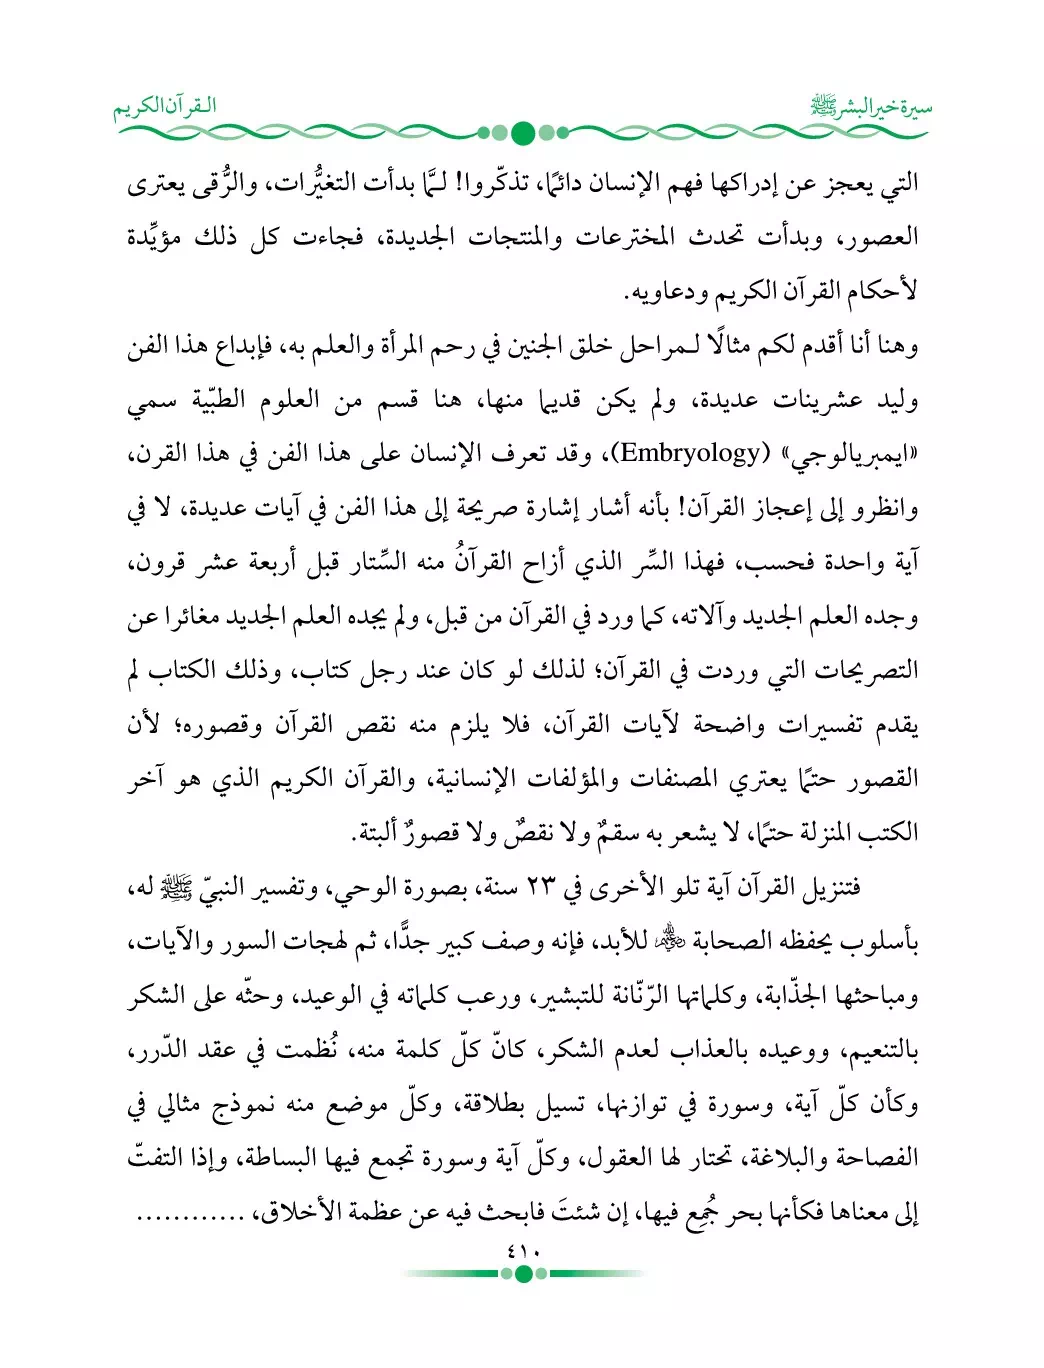 سيرة خير البشر ﷺ
القرآن الكريم
التي يعجز عن إدراكها فهم الإنسان دائمًا، تذكّروا! لـمَّا بدأت التغيُّرات، والرُّقى يعترى
العصور، وبدأت تحدث المخترعات والمنتجات الجديدة، فجاءت كل ذلك مؤيِّدة
لأحكام القرآن الكريم ودعاويه.
وهنا أنا أقدم لكم مثالًا لـمراحل خلق الجنين في رحم المرأة والعلم به، فإبداع هذا الفن
وليد عشرينات عديدة، ولم يكن قديما منها، هنا قسم من العلوم الطبّية سمي
«ايمبريالوجي» (Embryology)، وقد تعرف الإنسان على هذا الفن في هذا القرن،
وانظرو إلى إعجاز القرآن! بأنه أشار إشارة صريحة إلى هذا الفن في آيات عديدة، لا في
آية واحدة فحسب، فهذا السِّر الذي أزاح القرآنُ منه السِّتار قبل أربعة عشر قرون،
وجده العلم الجديد وآلاته، كما ورد في القرآن من قبل، ولم يجده العلم الجديد مغائرا عن
التصريحات التي وردت في القرآن؛ لذلك لو كان عند رجل كتاب، وذلك الكتاب لم
يقدم تفسيرات واضحة لآيات القرآن، فلا يلزم منه نقص القرآن وقصوره؛ لأن
القصور حتمًا يعتري المصنفات والمؤلفات الإنسانية، والقرآن الكريم الذي هو آخر
الكتب المنزلة حتمًا، لا يشعر به سقمٌ ولا نقصٌ ولا قصورٌ ألبتة.
فتنزيل القرآن آية تلو الأخرى في ٢٣ سنة، بصورة الوحي، وتفسير النبيّ ﷺ له،
بأسلوب يحفظه الصحابة للأبد، فإنه وصف كبير جدًّا، ثم لهجات السور والآيات،
ومباحثها الجذّابة، وكلماتها الرّنّانة للتبشير، ورعب كلماته في الوعيد، وحثّه على الشكر
بالتنعيم، ووعيده بالعذاب لعدم الشكر، كانّ كلّ كلمة منه، نُظمت في عقد الدّرر،
وكأن كلّ آية، وسورة في توازنها، تسيل بطلاقة، وكلّ موضع منه نموذج مثالي في
الفصاحة والبلاغة، تحتار لها العقول، وكلّ آية وسورة تجمع فيها البساطة، وإذا التفتّ
إلى معناها فكأنها بحر جُمِع فيها، إن شئتَ فابحث فيه عن عظمة الأخلاق، ............
٤١٠